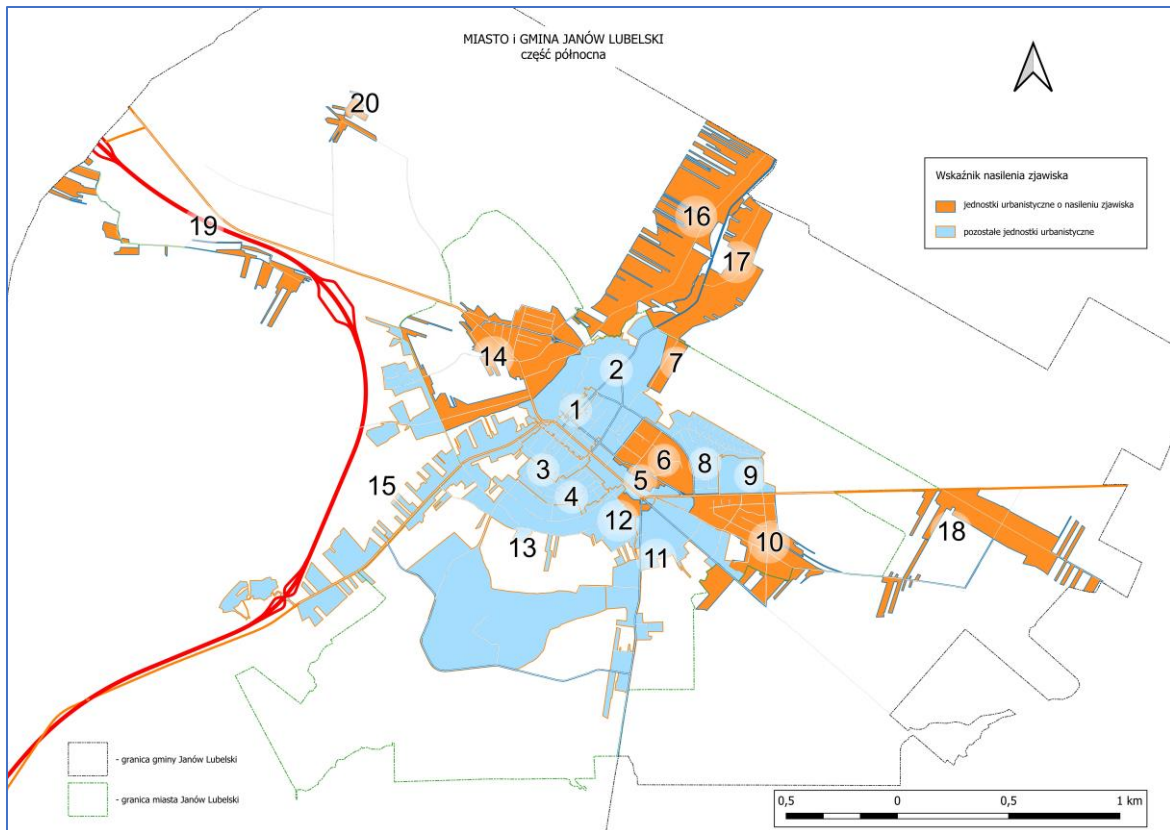 MIASTO i GMINA JANÓW LUBELSKI
część północna
20
Wskaźnik nasilenia zjawiska
jednostki urbanistyczne o nasileniu zjawiska
pozostałe jednostki urbanistyczne
16
19
17
14
7
2
1
6
8
3
5
9
4
15
12
18
10
13
11
- granica gminy Janów Lubelski
- granica miasta Janów Lubelski
0,5 0 0,5 1 km